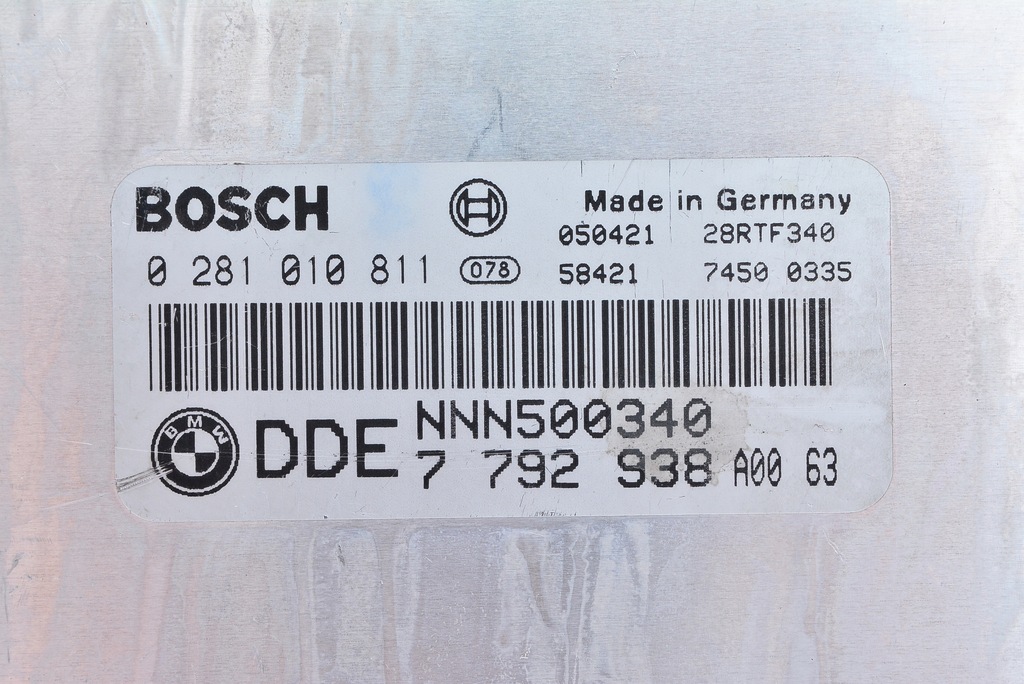 BOSCH Made in Germany
050421 28RTF340
0 281 010 811 078 58421 7450 0335
BMW DDE NNN500340
7 792 938 A00 63